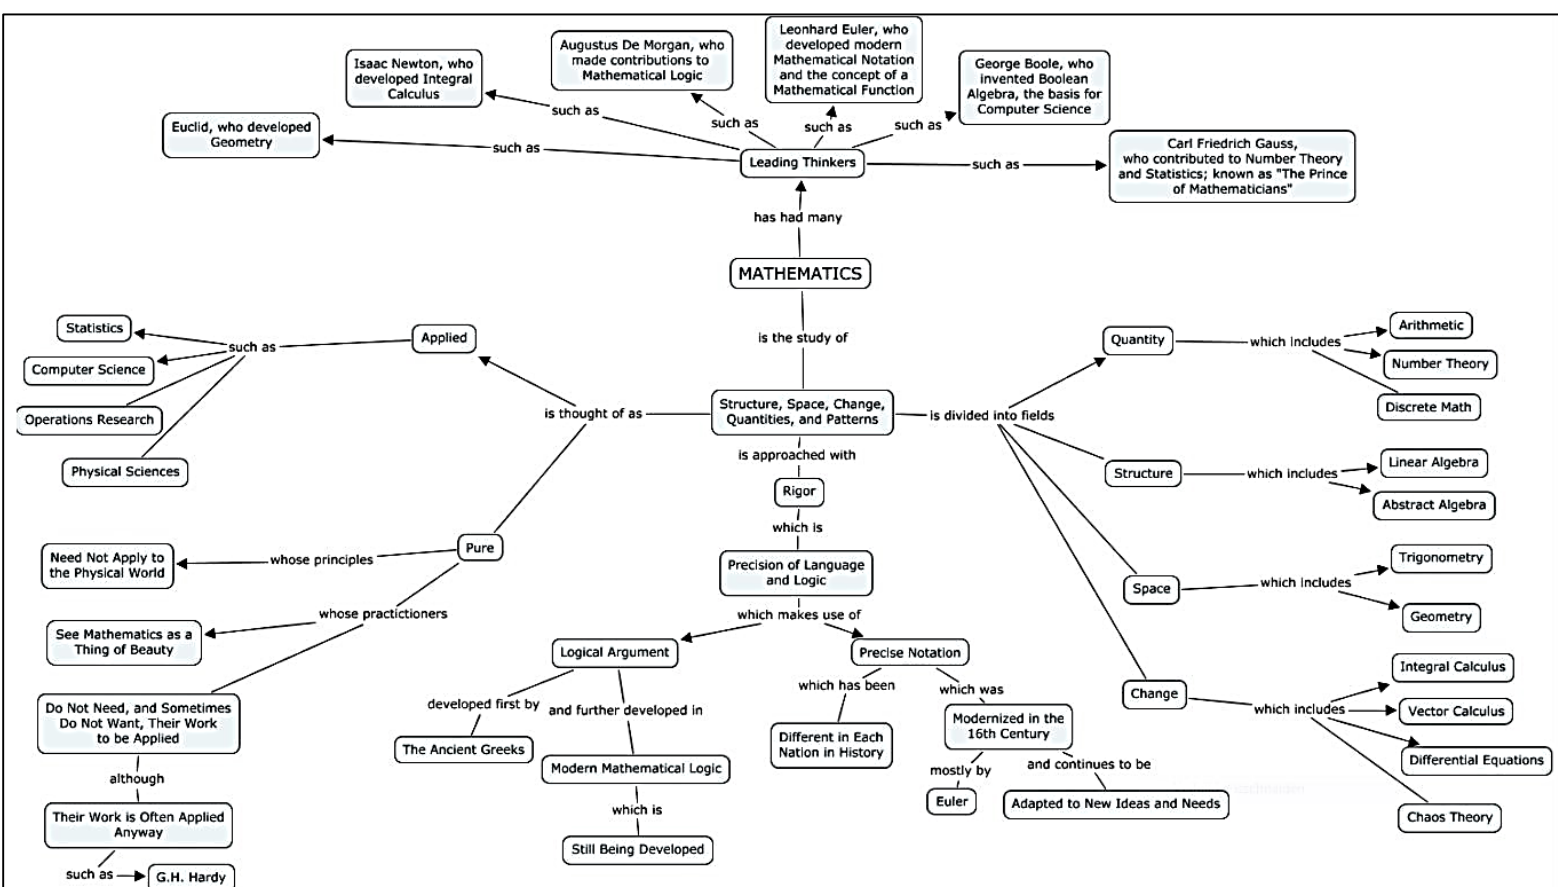 Leonhard Euler, who
developed modern
Mathematical Notation
and the concept of a
Mathematical Function
Augustus De Morgan, who
made contributions to
Mathematical Logic
Isaac Newton, who
developed Integral
Calculus
George Boole, who
invented Boolean
Algebra, the basis for
Computer Science
Euclid, who developed
Geometry
Carl Friedrich Gauss,
who contributed to Number Theory
and Statistics; known as "The Prince
of Mathematicians"
such as
such as
such as
such as
such as
such as
Leading Thinkers
has had many
MATHEMATICS
is the study of
Structure, Space, Change,
Quantities, and Patterns
is thought of as
Applied
such as
Statistics
Computer Science
Operations Research
Physical Sciences
Pure
whose principles
Need Not Apply to
the Physical World
whose practictioners
See Mathematics as a
Thing of Beauty
Do Not Need, and Sometimes
Do Not Want, Their Work
to be Applied
although
Their Work is Often Applied
Anyway
such as
G.H. Hardy
is approached with
Rigor
which is
Precision of Language
and Logic
which makes use of
Logical Argument
developed first by
The Ancient Greeks
and further developed in
Modern Mathematical Logic
which is
Still Being Developed
Precise Notation
which has been
Different in Each
Nation in History
which was
Modernized in the
16th Century
mostly by
Euler
and continues to be
Adapted to New Ideas and Needs
is divided into fields
Quantity
which includes
Arithmetic
Number Theory
Discrete Math
Structure
which includes
Linear Algebra
Abstract Algebra
Space
which includes
Trigonometry
Geometry
Change
which includes
Integral Calculus
Vector Calculus
Differential Equations
Chaos Theory